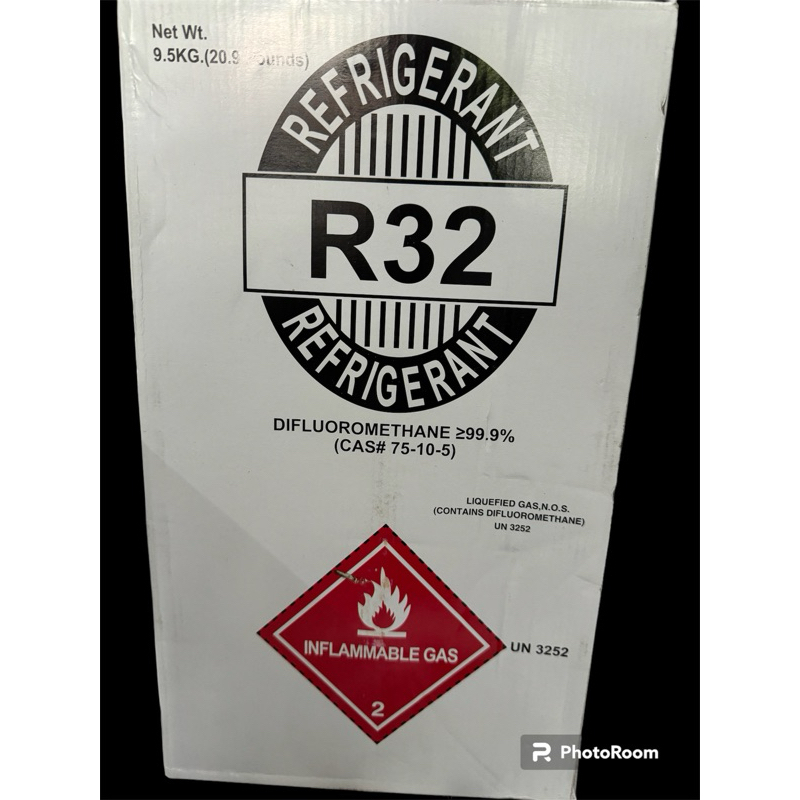 Net Wt.
9.5KG.(20.9 pounds)
REFRIGERANT
R32
REFRIGERANT
DIFLUOROMETHANE ≥99.9%
(CAS# 75-10-5)
LIQUEFIED GAS,N.O.S.
(CONTAINS DIFLUOROMETHANE)
UN 3252
INFLAMMABLE GAS
UN 3252
2
PhotoRoom